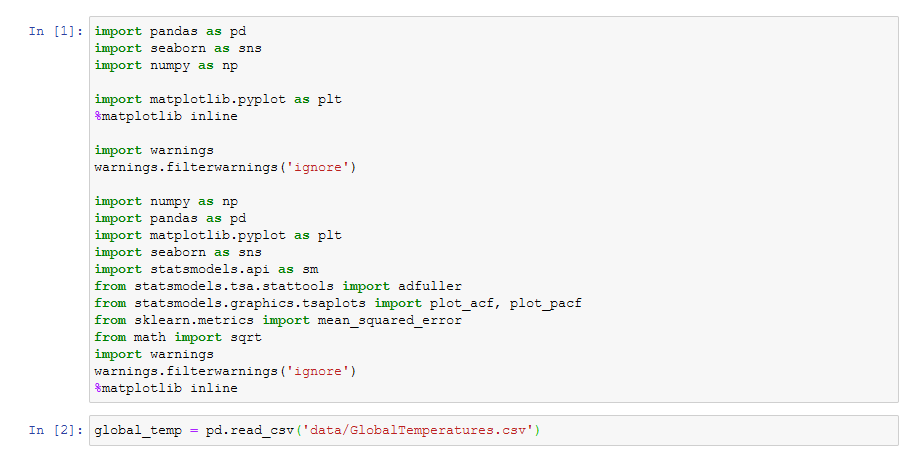 In [1]:
import pandas as pd
import seaborn as sns
import numpy as np
import matplotlib.pyplot as plt
%matplotlib inline
import warnings
warnings.filterwarnings('ignore')
import numpy as np
import pandas as pd
import matplotlib.pyplot as plt
import seaborn as sns
import statsmodels.api as sm
from statsmodels.tsa.stattools import adfuller
from statsmodels.graphics.tsaplots import plot_acf, plot_pacf
from sklearn.metrics import mean_squared_error
from math import sqrt
import warnings
warnings.filterwarnings('ignore')
%matplotlib inline
In [2]:
global_temp = pd.read_csv('data/GlobalTemperatures.csv')